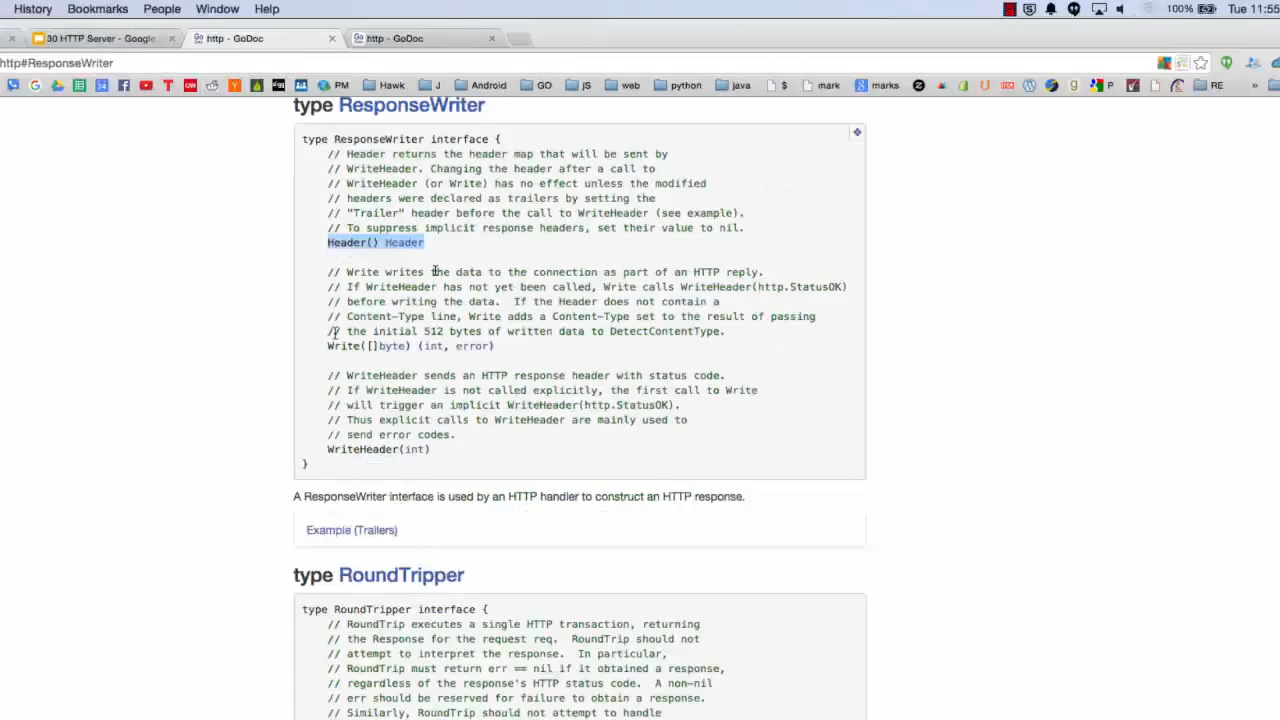 History Bookmarks People Window Help 100% Tue 11:55
30 HTTP Server - Google http - GoDoc http - GoDoc
http#ResponseWriter
PM Hawk J Android GO jS web python java $ mark marks P RE »
type ResponseWriter
type ResponseWriter interface {
// Header returns the header map that will be sent by
// WriteHeader. Changing the header after a call to
// WriteHeader (or Write) has no effect unless the modified
// headers were declared as trailers by setting the
// "Trailer" header before the call to WriteHeader (see example).
// To suppress implicit response headers, set their value to nil.
Header() Header
// Write writes the data to the connection as part of an HTTP reply.
// If WriteHeader has not yet been called, Write calls WriteHeader(http.StatusOK)
// before writing the data. If the Header does not contain a
// Content-Type line, Write adds a Content-Type set to the result of passing
// the initial 512 bytes of written data to DetectContentType.
Write([]byte) (int, error)
// WriteHeader sends an HTTP response header with status code.
// If WriteHeader is not called explicitly, the first call to Write
// will trigger an implicit WriteHeader(http.StatusOK).
// Thus explicit calls to WriteHeader are mainly used to
// send error codes.
WriteHeader(int)
}
A ResponseWriter interface is used by an HTTP handler to construct an HTTP response.
Example (Trailers)
type RoundTripper
type RoundTripper interface {
// RoundTrip executes a single HTTP transaction, returning
// the Response for the request req. RoundTrip should not
// attempt to interpret the response. In particular,
// RoundTrip must return err == nil if it obtained a response,
// regardless of the response's HTTP status code. A non-nil
// err should be reserved for failure to obtain a response.
// Similarly, RoundTrip should not attempt to handle